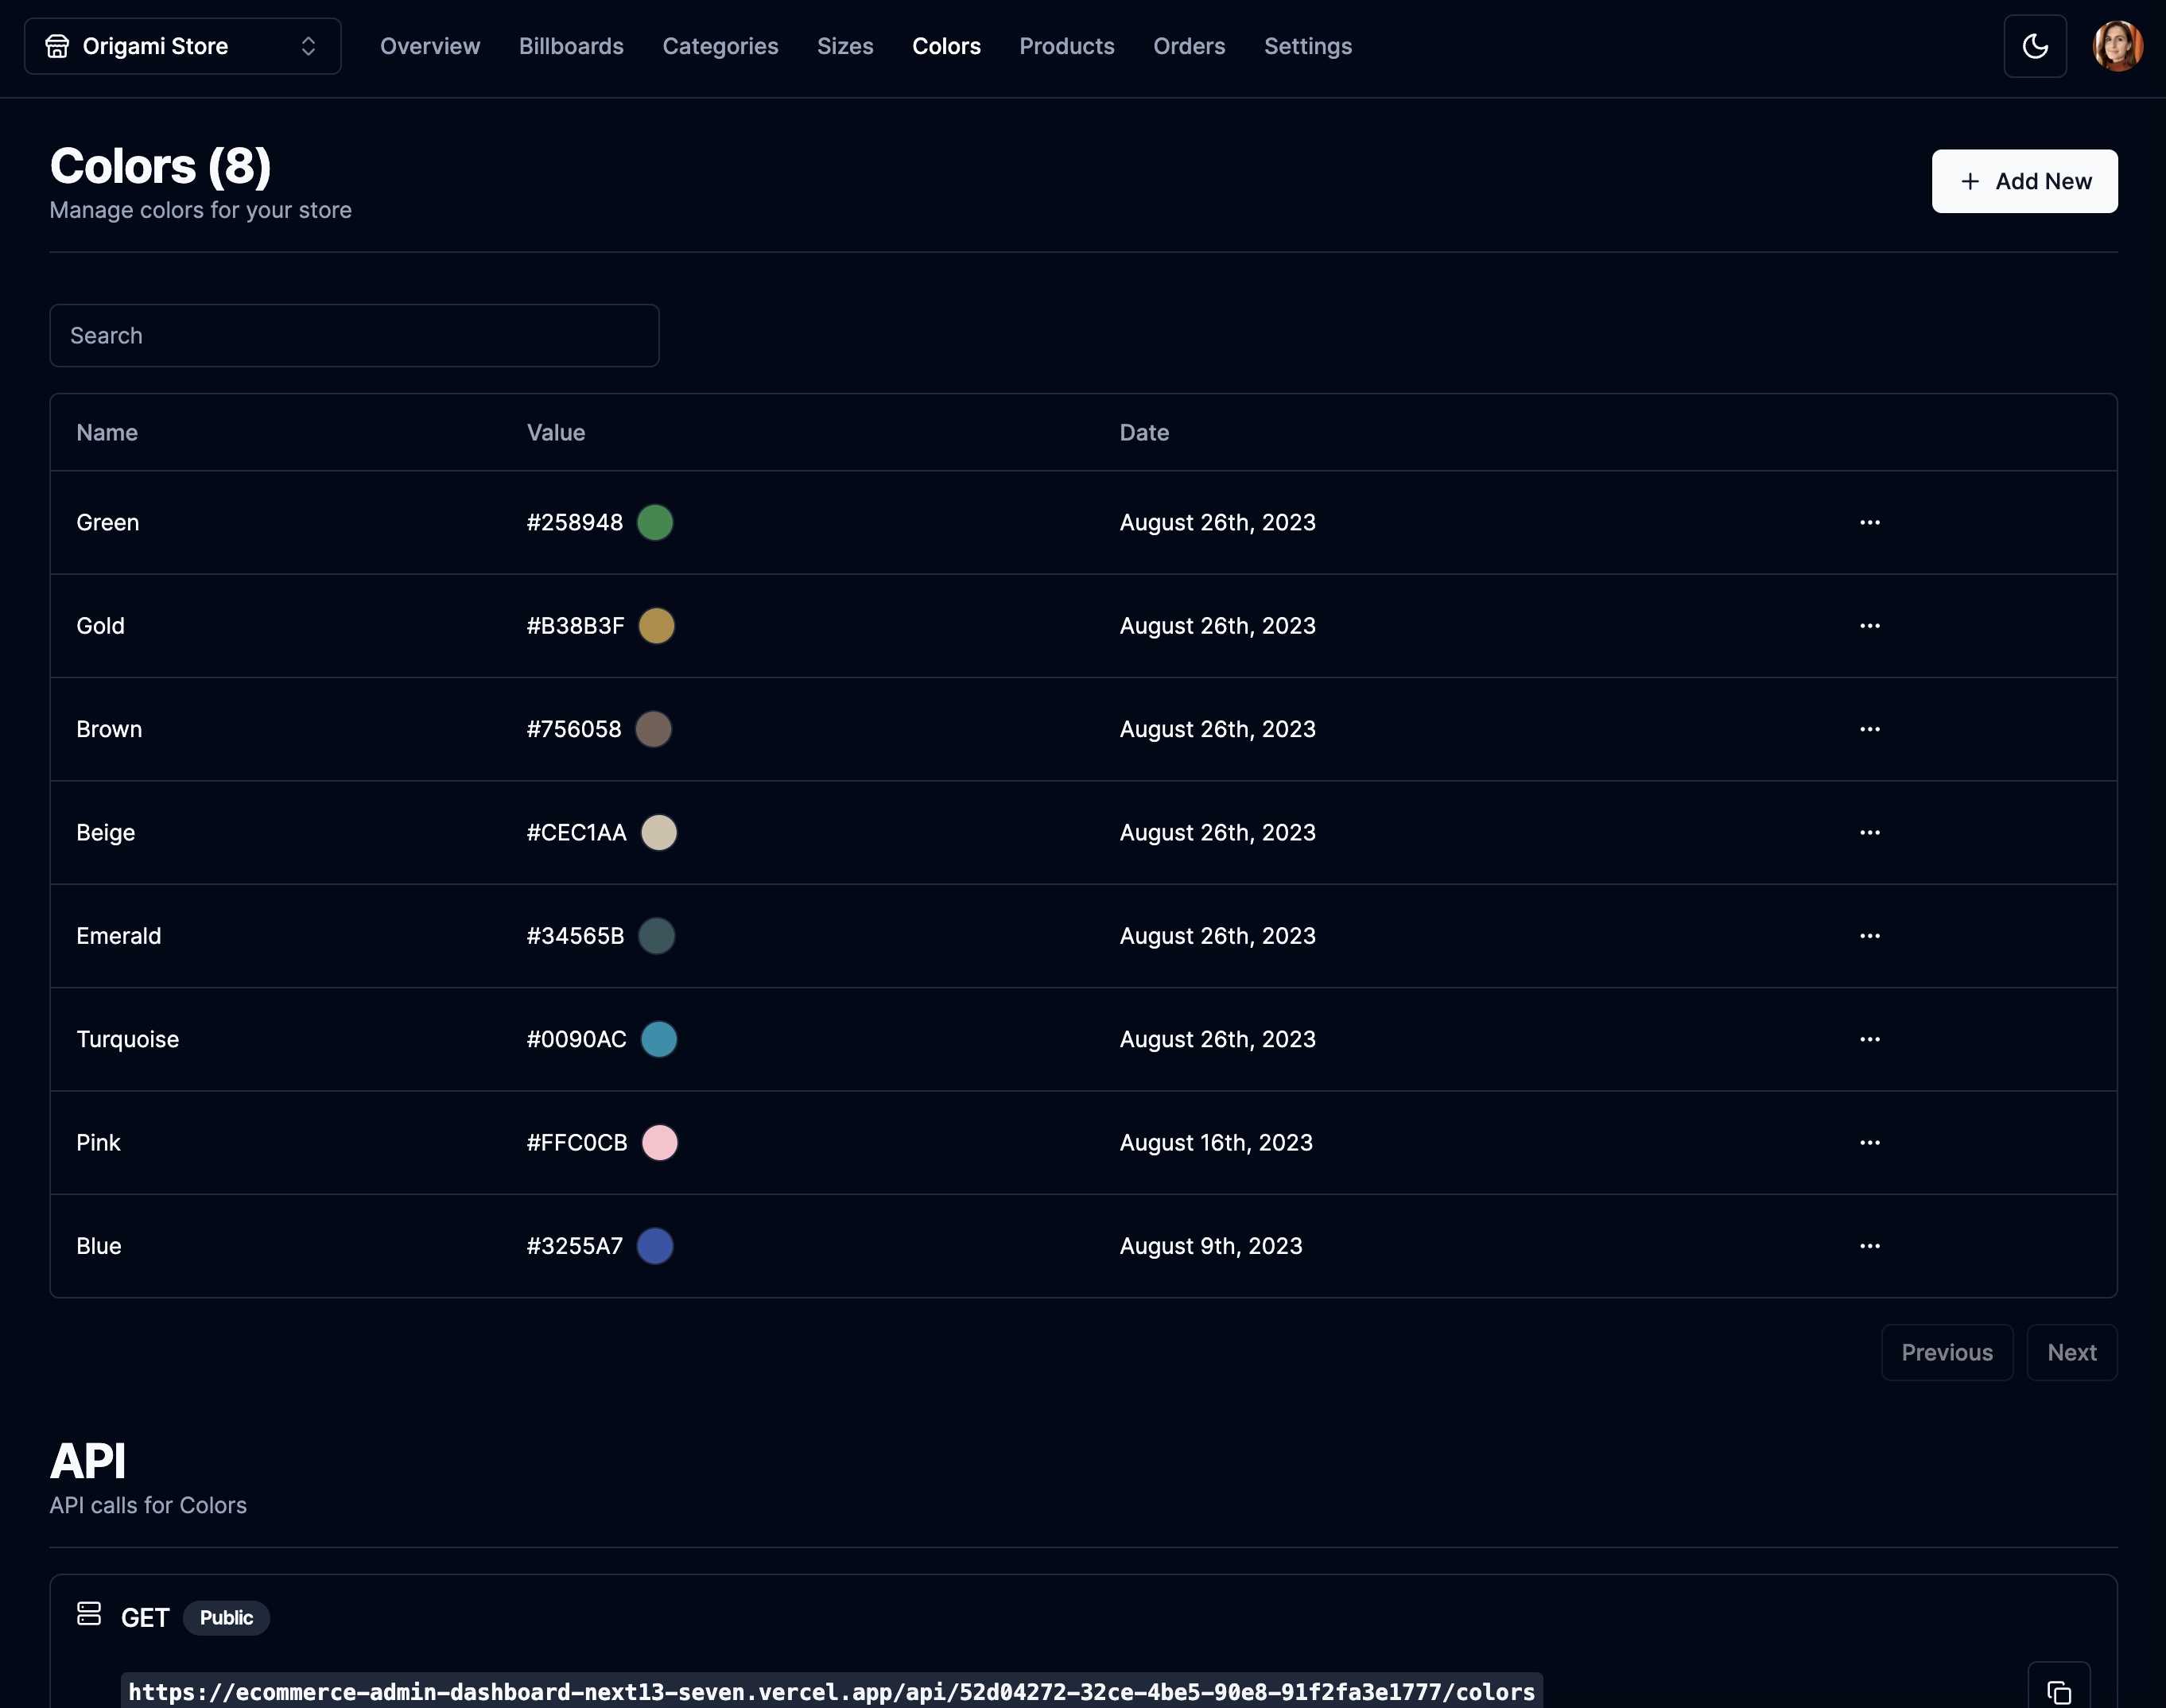 Origami Store Overview Billboards Categories Sizes Colors Products Orders Settings
Colors (8)
Add New
Manage colors for your store
Search
Name Value Date
Green #258948 August 26th, 2023
Gold #B38B3F August 26th, 2023
Brown #756058 August 26th, 2023
Beige #CEC1AA August 26th, 2023
Emerald #34565B August 26th, 2023
Turquoise #0090AC August 26th, 2023
Pink #FFC0CB August 16th, 2023
Blue #3255A7 August 9th, 2023
Previous Next
API
API calls for Colors
GET Public
https://ecommerce-admin-dashboard-next13-seven.vercel.app/api/52d04272-32ce-4be5-90e8-91f2fa3e1777/colors